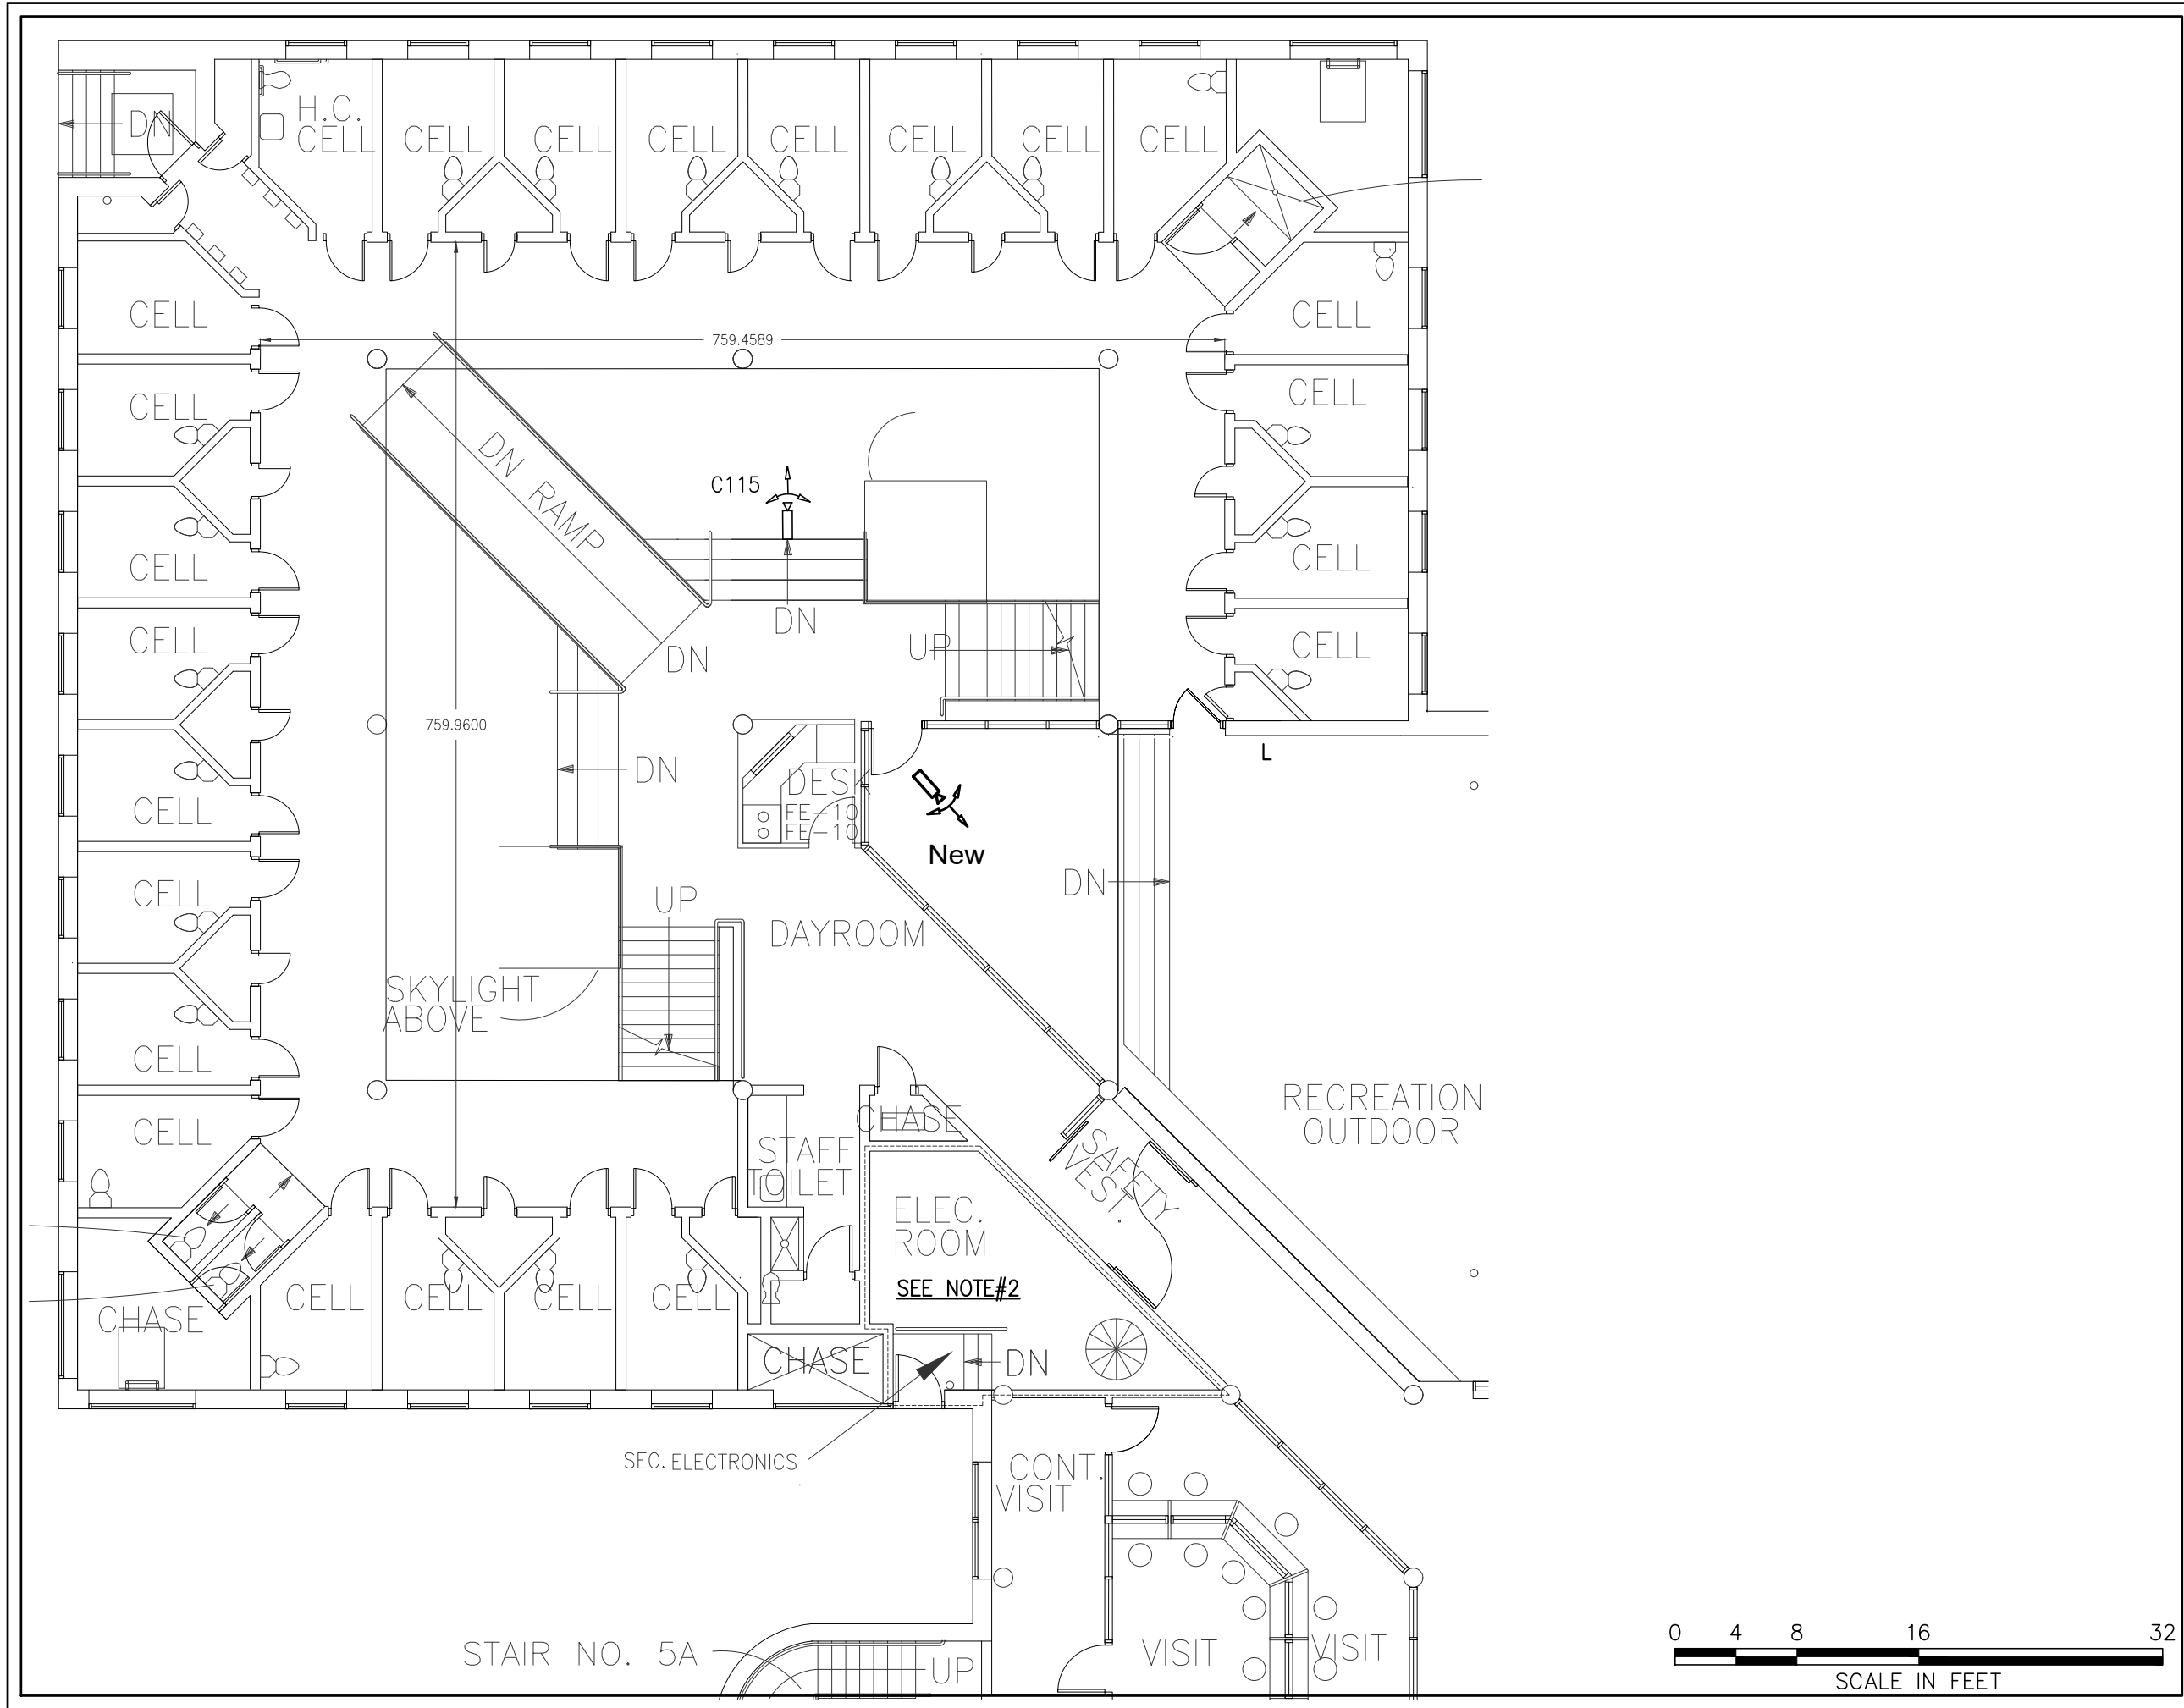 DN
H.C.
CELL
CELL
CELL
CELL
CELL
CELL
CELL
CELL
CELL
CELL
759.4589
CELL
CELL
DN RAMP
C115
CELL
CELL
DN
UP
CELL
CELL
DN
759.9600
DN
L
DESK
FE-10
FE-10
CELL
New
DN
CELL
UP
DAYROOM
SKYLIGHT
ABOVE
CELL
RECREATION
OUTDOOR
CHASE
CELL
STAFF
TOILET
SAFETY
VEST.
ELEC.
ROOM
SEE NOTE#2
CELL
CELL
CELL
CELL
CHASE
CHASE
DN
SEC. ELECTRONICS
CONT.
VISIT
STAIR NO. 5A
UP
VISIT
VISIT
0 4 8 16 32
SCALE IN FEET